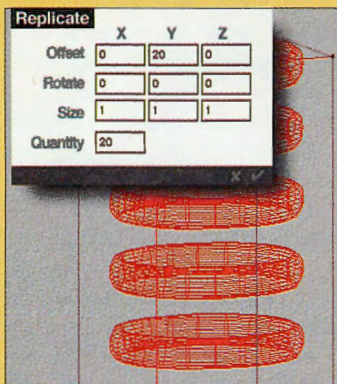 Replicate
X Y Z
Offset 0 20 0
Rotate 0 0 0
Size 1 1 1
Quantity 20